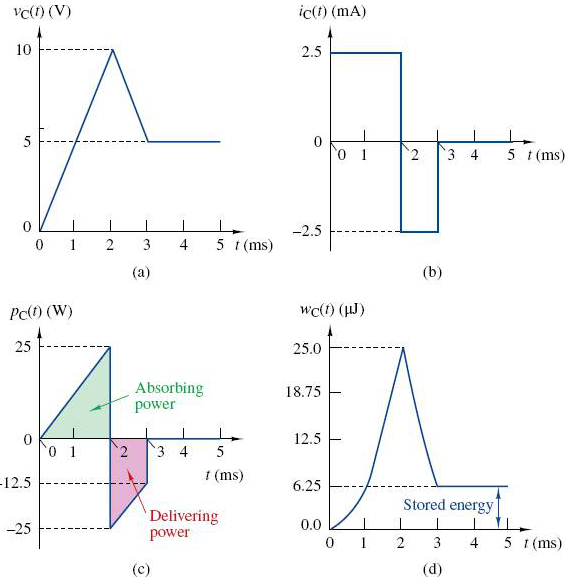 vC(t) (V)
10
5
0
0 1 2 3 4 5 t (ms)
(a)
iC(t) (mA)
2.5
0
0 1 2 3 4 5 t (ms)
−2.5
(b)
pC(t) (W)
25
Absorbing
power
0
0 1 2 3 4 5
t (ms)
-12.5
Delivering
power
−25
(c)
wC(t) (μJ)
25.0
18.75
12.5
6.25
Stored energy
0.0
0 1 2 3 4 5 t (ms)
(d)